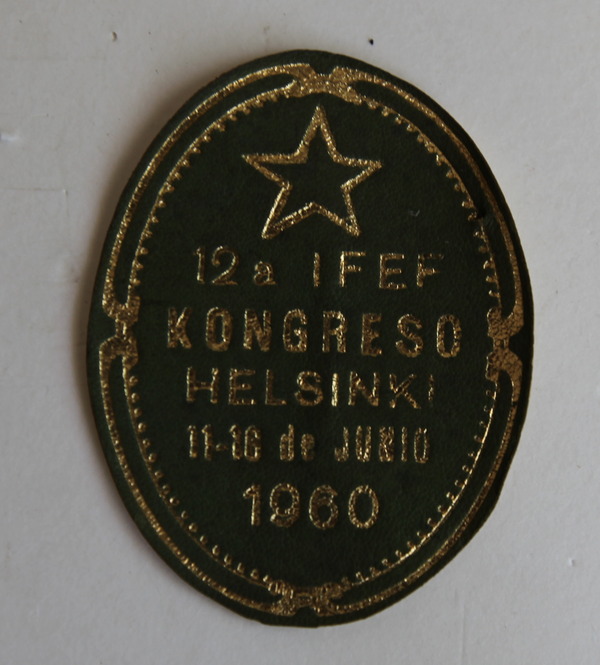 12a IFEF
KONGRESO
HELSINKI
11-16 de JUNIO
1960